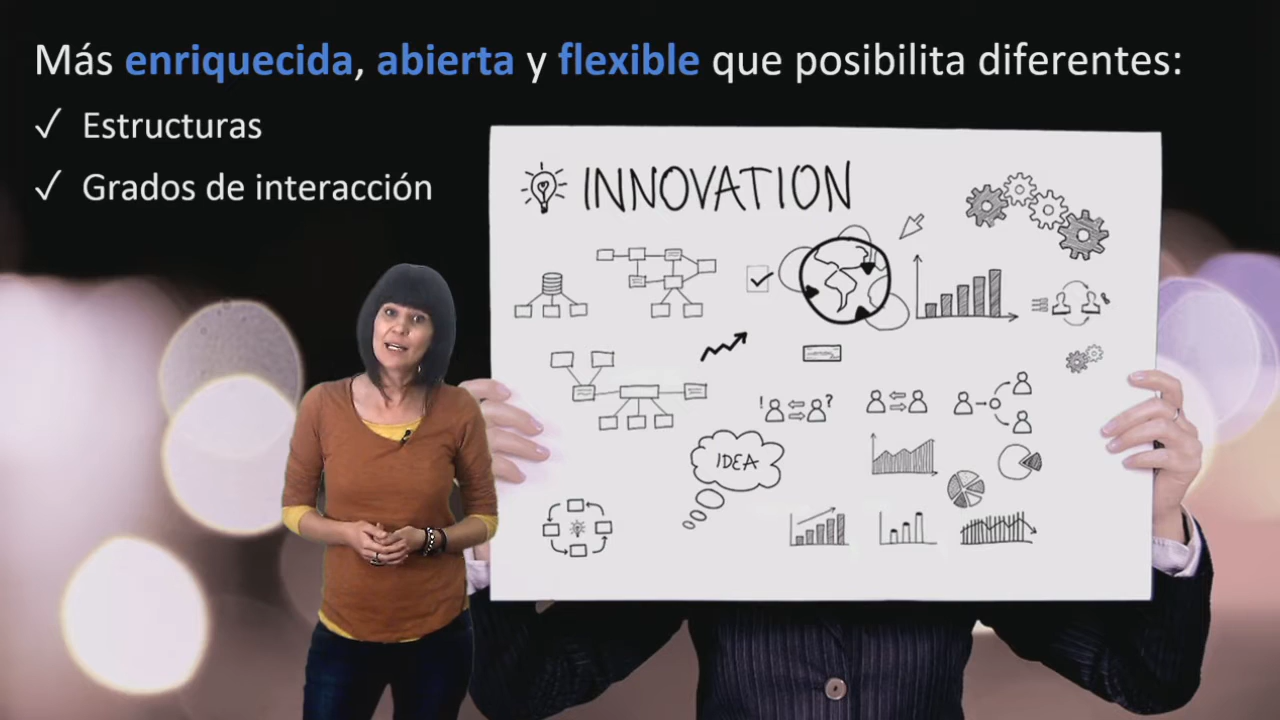 Más enriquecida, abierta y flexible que posibilita diferentes:
✓ Estructuras
✓ Grados de interacción
INNOVATION
! ?
IDEA